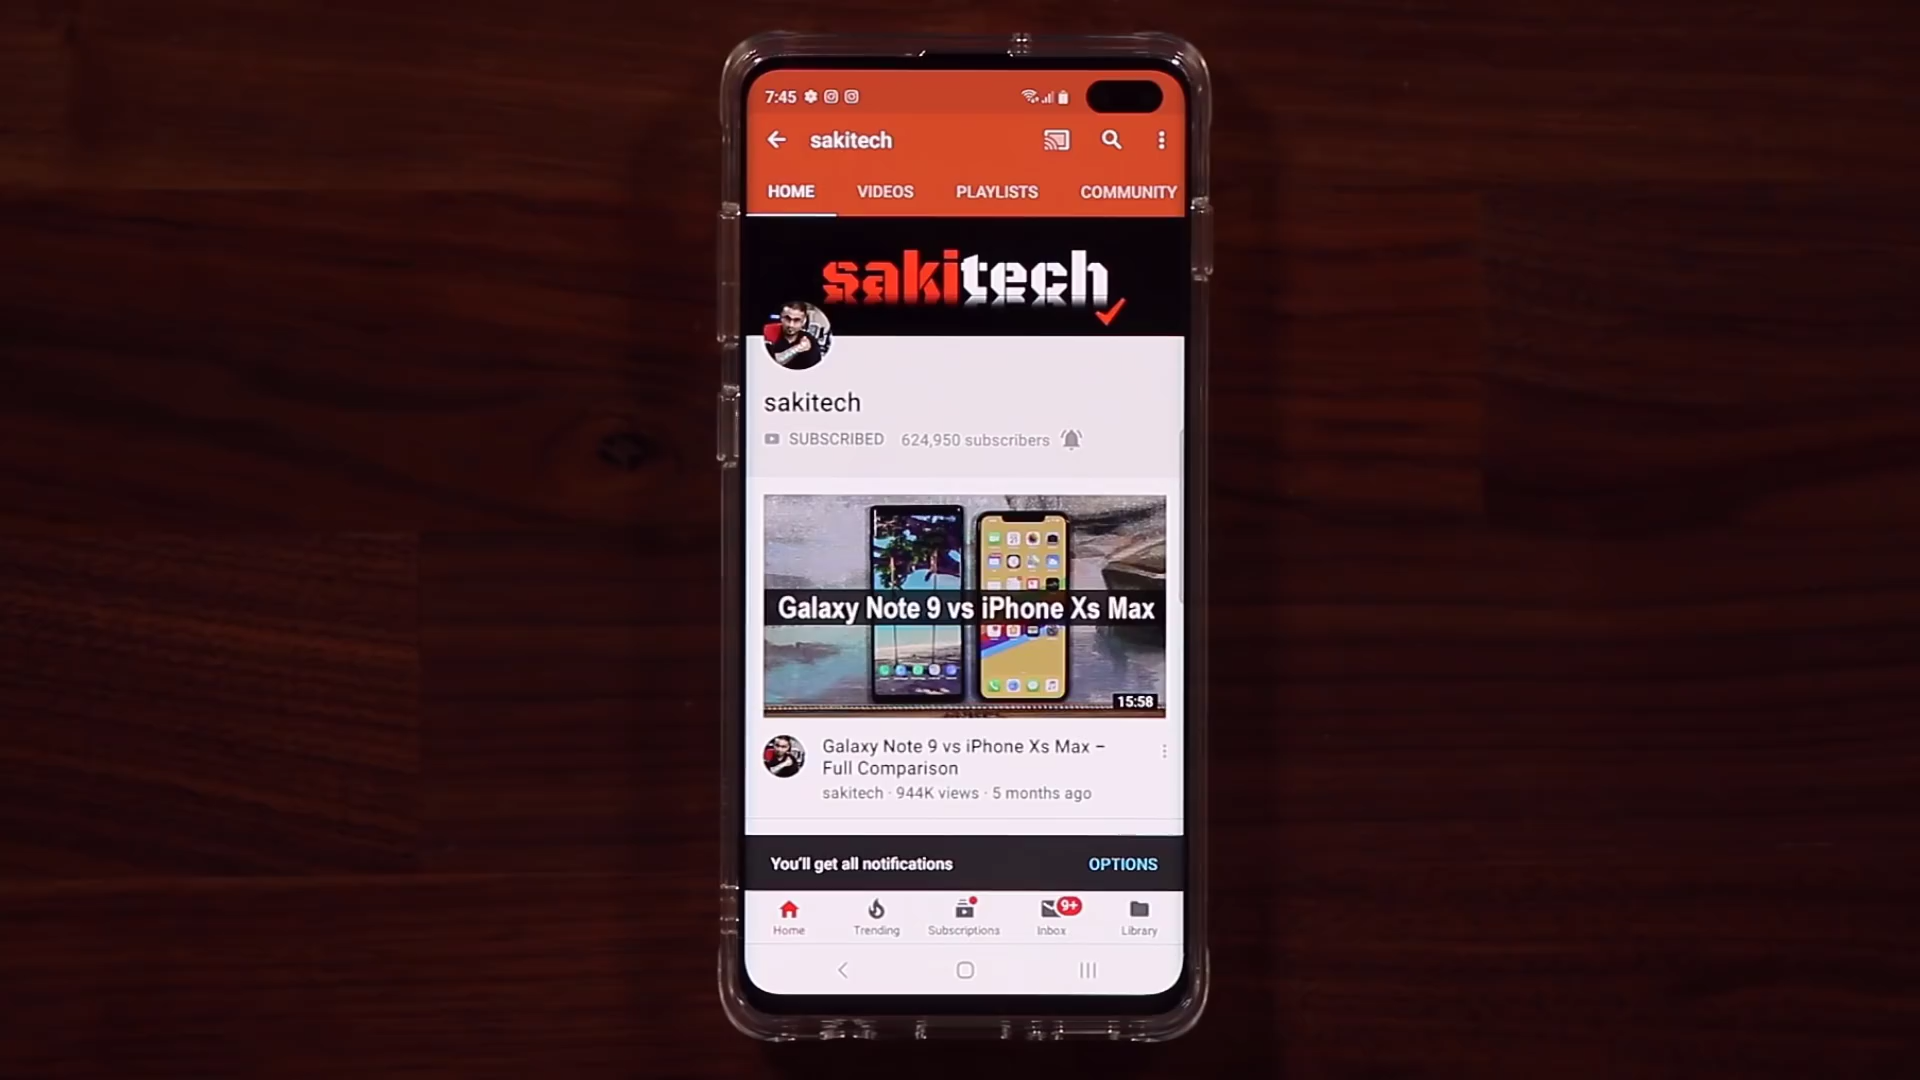 7:45
sakitech
HOME VIDEOS PLAYLISTS COMMUNITY
sakitech
sakitech
SUBSCRIBED 624,950 subscribers
Galaxy Note 9 vs iPhone Xs Max
15:58
Galaxy Note 9 vs iPhone Xs Max –
Full Comparison
sakitech · 944K views · 5 months ago
You'll get all notifications OPTIONS
9+
Home Trending Subscriptions Inbox Library